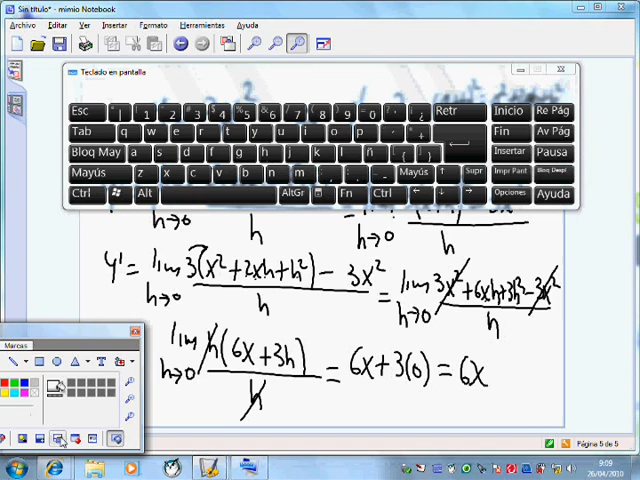 Sin título* - mimio Notebook
Archivo Editar Ver Insertar Formato Herramientas Ayuda
Teclado en pantalla
Esc 1 2 3 4 5 6 7 8 9 0 Retr Inicio Re Pág
Tab q w e r t y u i o p Fin Av Pág
Bloq May a s d f g h j k l ñ Insertar Pausa
Mayús z x c v b n m Mayús Supr Impr Pant Bloq Despl
Ctrl Alt AltGr Fn Ctrl Opciones Ayuda
h→0 h = h→0 h
y' = lim h→0 3(x² + 2xh + h²) - 3x² / h = lim h→0 3x² + 6xh + 3h² - 3x² / h
lim h→0 h(6x + 3h) / h = 6x + 3(0) = 6x
Marcas
Página 5 de 5
9:09
26/04/2010